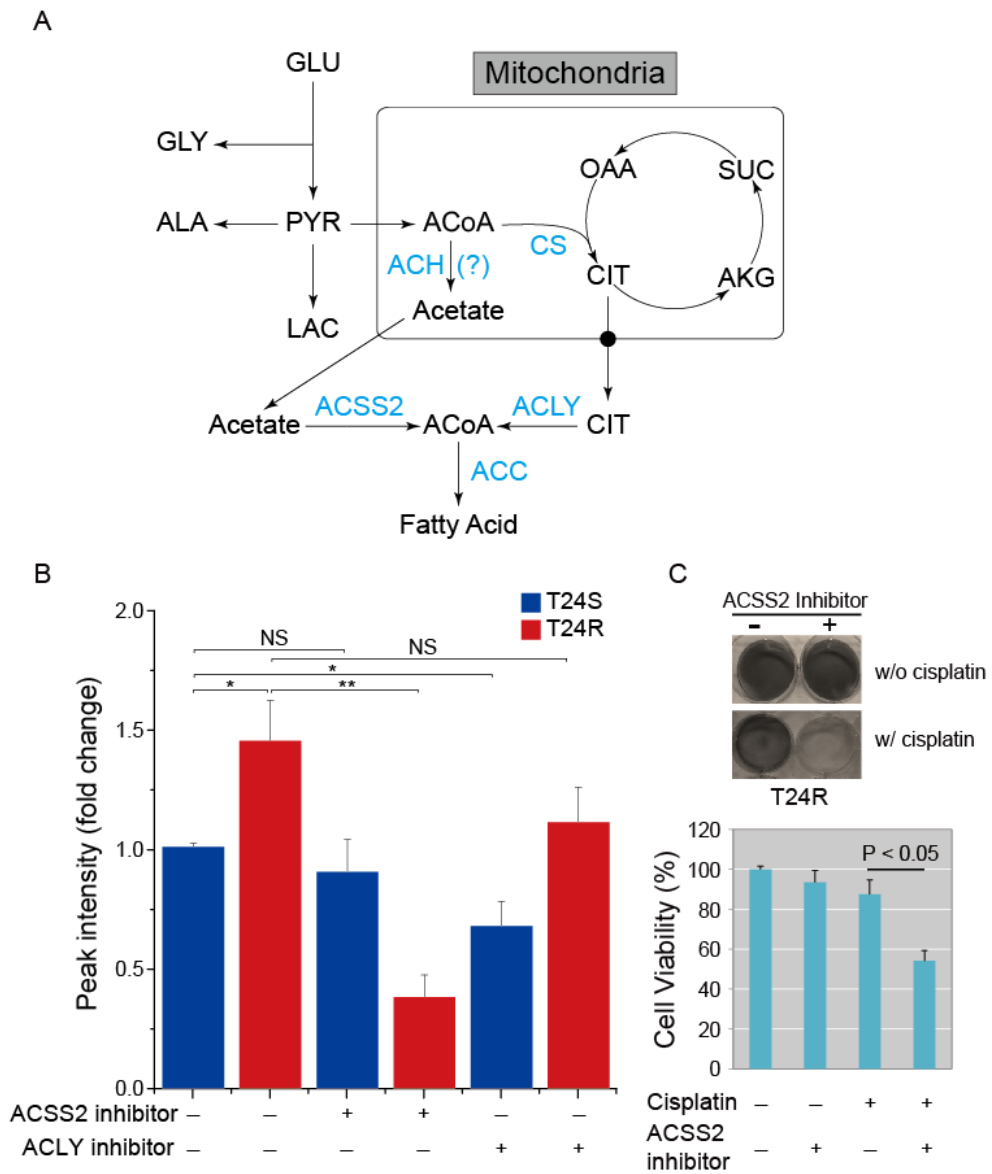 A
GLU
Mitochondria
GLY
OAA
SUC
ALA
PYR
ACoA
CS
ACH (?)
CIT
AKG
LAC
Acetate
Acetate
ACSS2
ACoA
ACLY
CIT
ACC
Fatty Acid
B
2.0
1.5
1.0
0.5
0.0
Peak intensity (fold change)
T24S
T24R
NS
NS
*
*
**
ACSS2 inhibitor – – + + – –
ACLY inhibitor – – – – + +
C
ACSS2 Inhibitor
- +
w/o cisplatin
w/ cisplatin
T24R
120
100
80
60
40
20
0
Cell Viability (%)
P < 0.05
Cisplatin – – + +
ACSS2
inhibitor – + – +